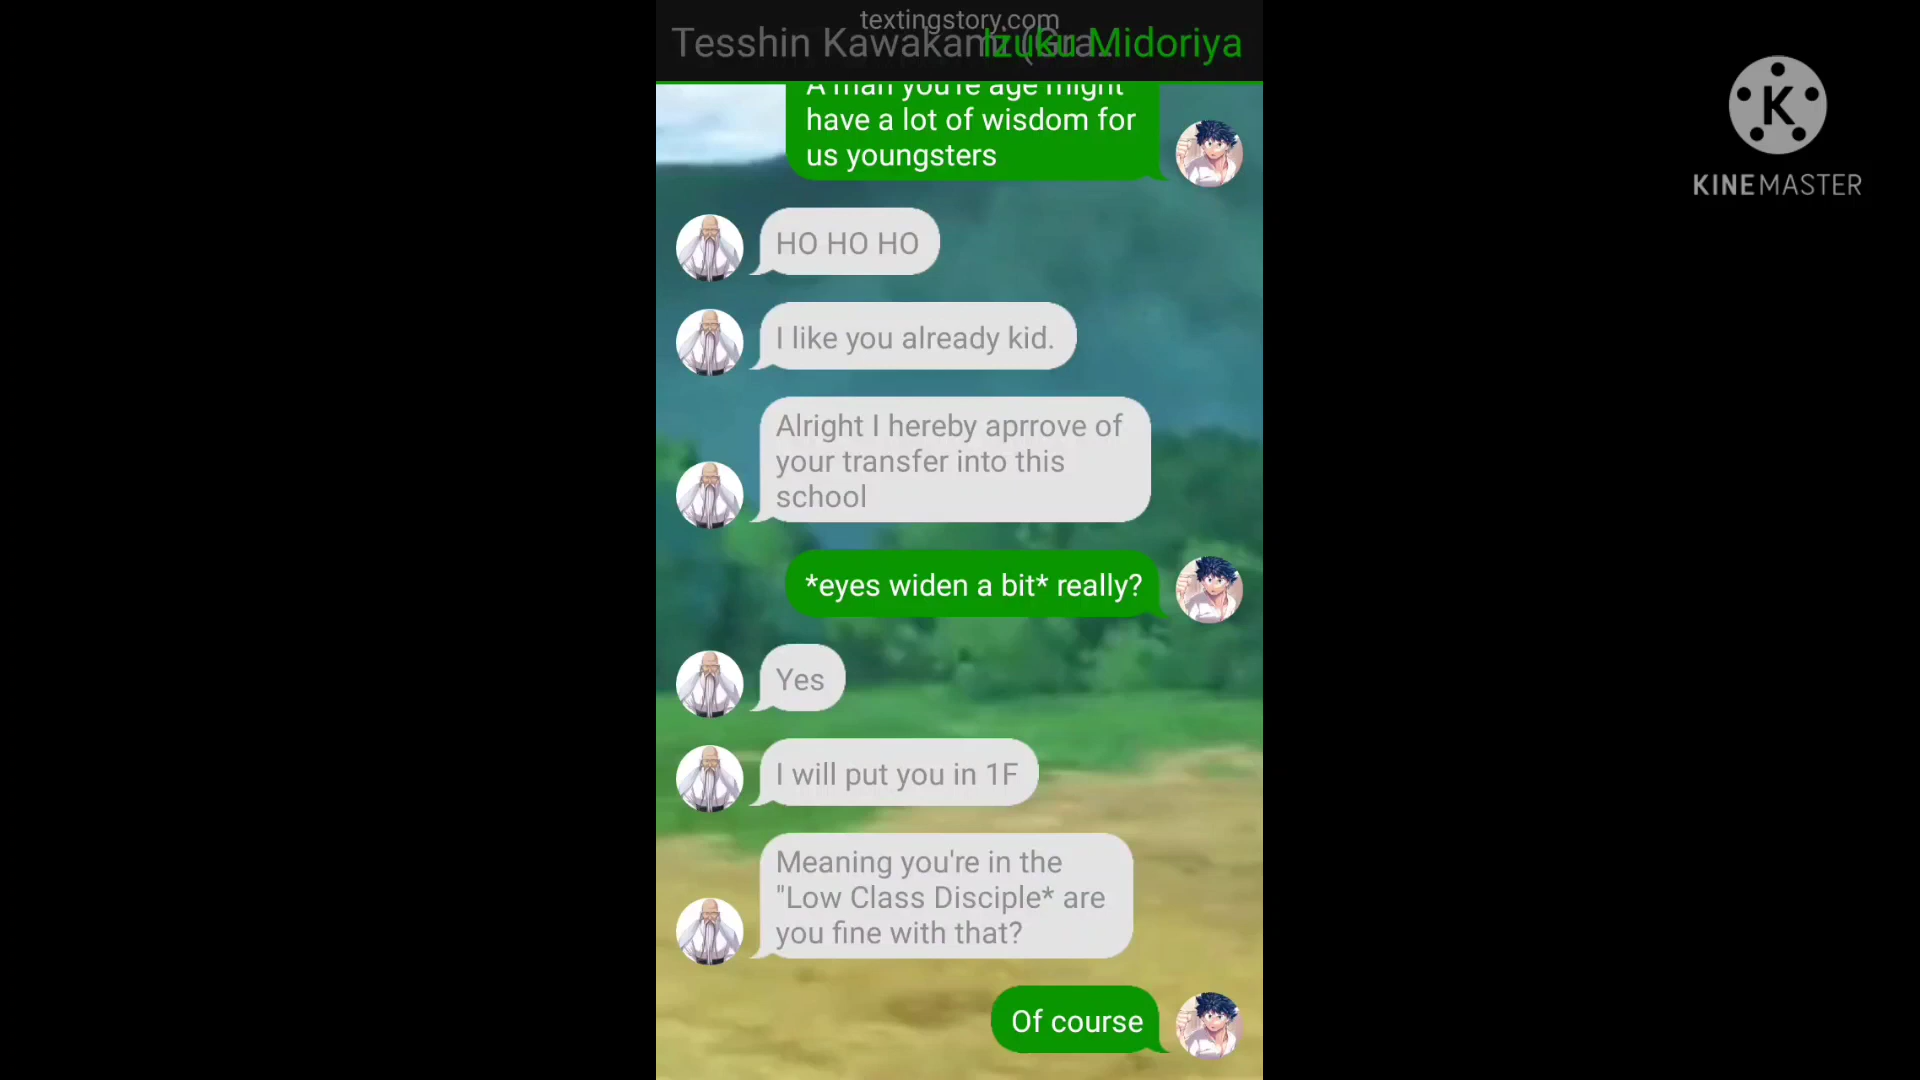 textingstory.com
Tesshin Kawakami (Gra..
Izuku Midoriya
KINEMASTER
A man you're age might
have a lot of wisdom for
us youngsters
HO HO HO
I like you already kid.
Alright I hereby aprrove of
your transfer into this
school
*eyes widen a bit* really?
Yes
I will put you in 1F
Meaning you're in the
"Low Class Disciple* are
you fine with that?
Of course